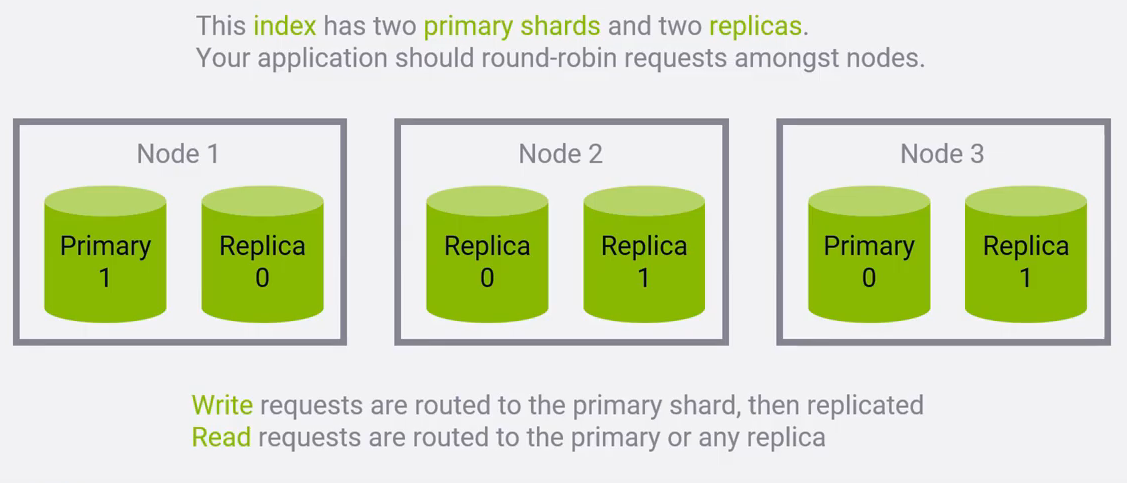 This index has two primary shards and two replicas.
Your application should round-robin requests amongst nodes.
Node 1
Primary
1
Replica
0
Node 2
Replica
0
Replica
1
Node 3
Primary
0
Replica
1
Write requests are routed to the primary shard, then replicated
Read requests are routed to the primary or any replica